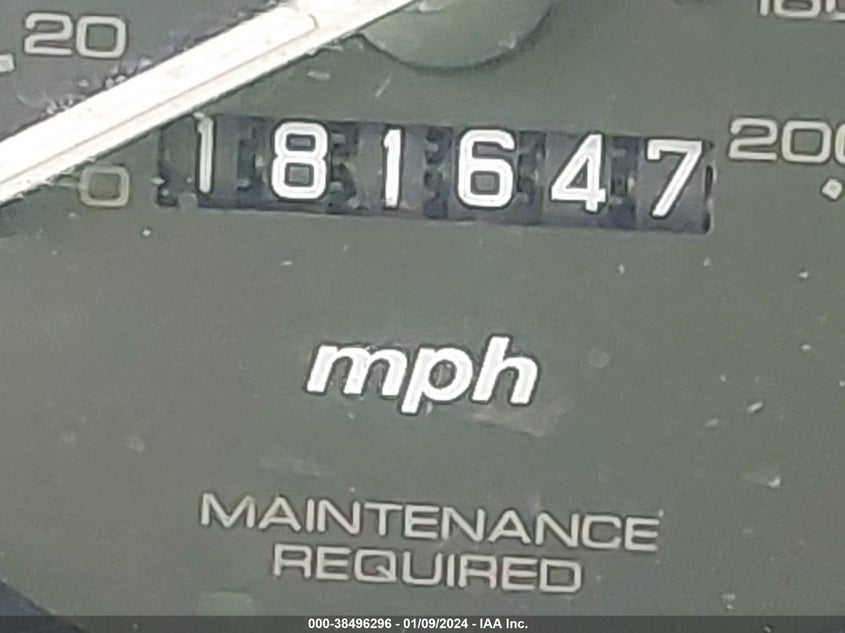 20
0
181647
200
mph
MAINTENANCE
REQUIRED
000-38496296 - 01/09/2024 - IAA Inc.